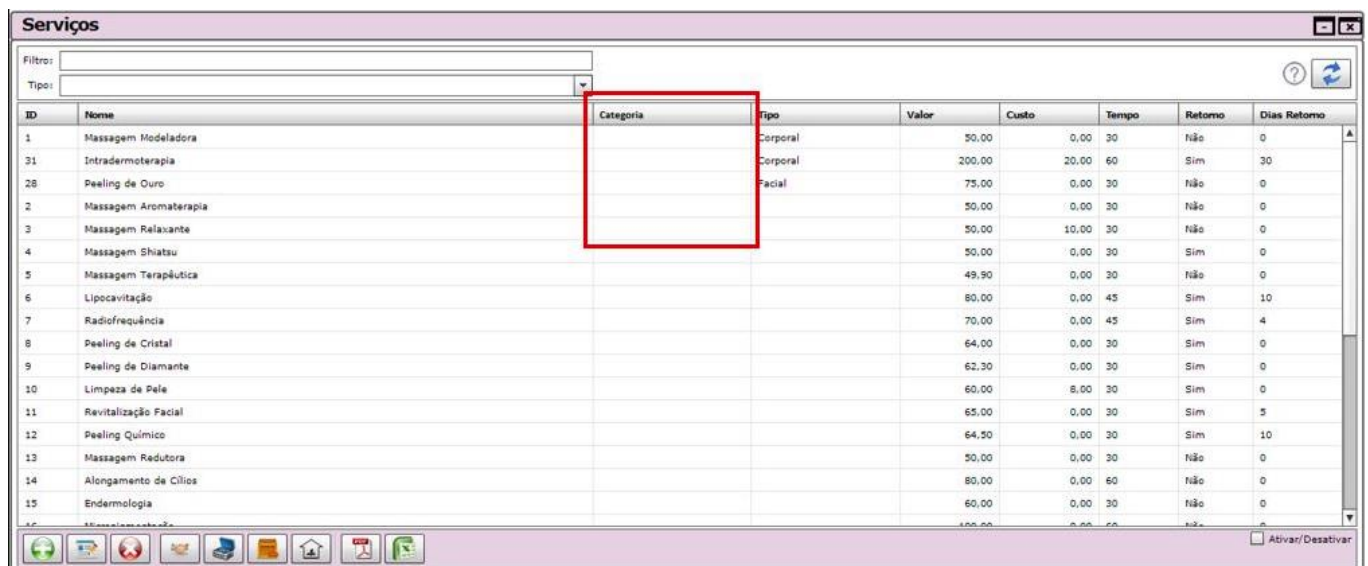 Serviços
Filtro:
Tipo:
ID Nome Categoria Tipo Valor Custo Tempo Retorno Dias Retorno
1 Massagem Modeladora Corporal 50,00 0,00 30 Não 0
31 Intradermoterapia Corporal 200,00 20,00 60 Sim 30
28 Peeling de Ouro Facial 75,00 0,00 30 Não 0
2 Massagem Aromaterapia 50,00 0,00 30 Não 0
3 Massagem Relaxante 50,00 10,00 30 Não 0
4 Massagem Shiatsu 50,00 0,00 30 Sim 0
5 Massagem Terapêutica 49,90 0,00 30 Não 0
6 Lipocavitação 80,00 0,00 45 Sim 10
7 Radiofrequência 70,00 0,00 45 Sim 4
8 Peeling de Cristal 64,00 0,00 30 Sim 0
9 Peeling de Diamante 62,30 0,00 30 Sim 0
10 Limpeza de Pele 60,00 8,00 30 Sim 0
11 Revitalização Facial 65,00 0,00 30 Sim 5
12 Peeling Químico 64,50 0,00 30 Sim 10
13 Massagem Redutora 50,00 0,00 30 Não 0
14 Alongamento de Cílios 80,00 0,00 60 Não 0
15 Endermologia 60,00 0,00 30 Não 0
Ativar/Desativar